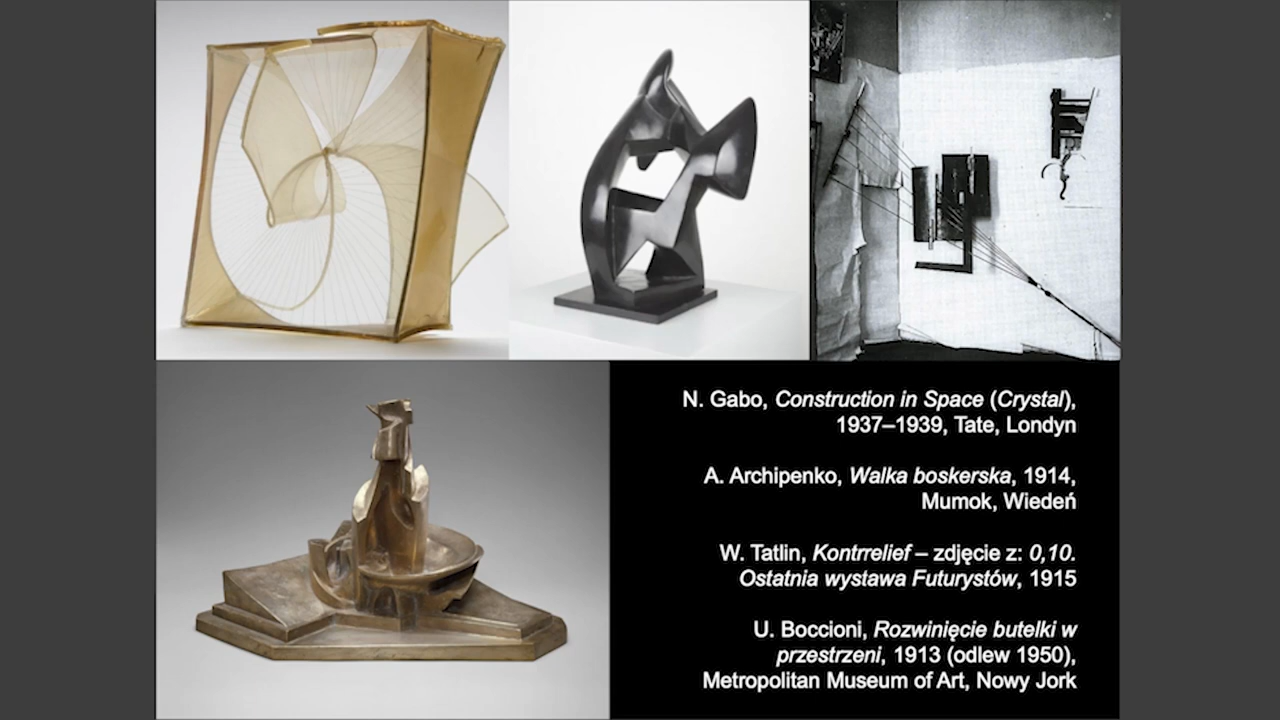 N. Gabo, Construction in Space (Crystal),
1937–1939, Tate, Londyn
A. Archipenko, Walka boskerska, 1914,
Mumok, Wiedeń
W. Tatlin, Kontrrelief – zdjęcie z: 0,10.
Ostatnia wystawa Futurystów, 1915
U. Boccioni, Rozwinięcie butelki w
przestrzeni, 1913 (odlew 1950),
Metropolitan Museum of Art, Nowy Jork